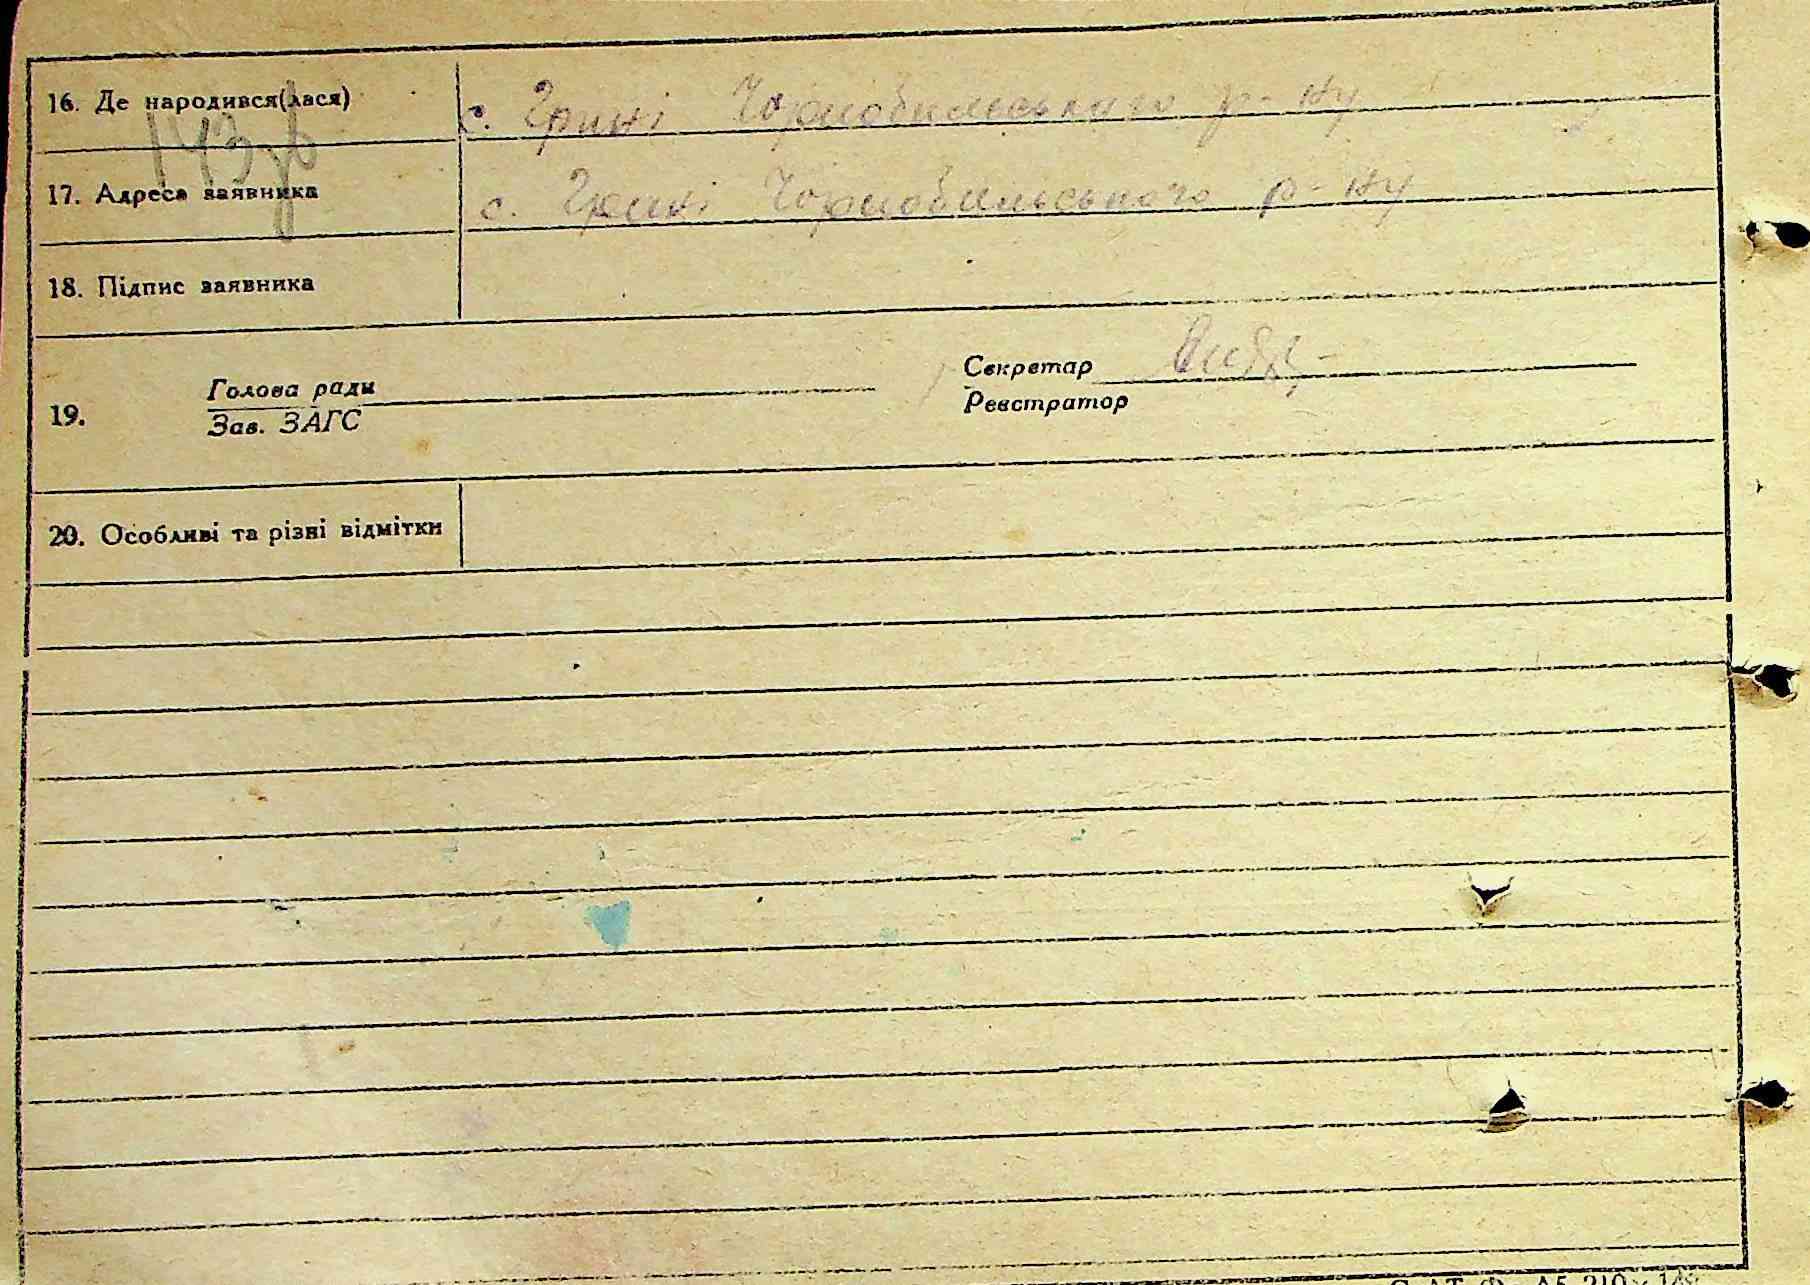 16. Де народився(лася) с. Грині Чорнобильського р-ну
143зв
17. Адреса заявника с. Грині Чорнобильського р-ну
18. Підпис заявника
19. Голова ради Секретар
Зав. ЗАГС Реєстратор
20. Особливі та різні відмітки